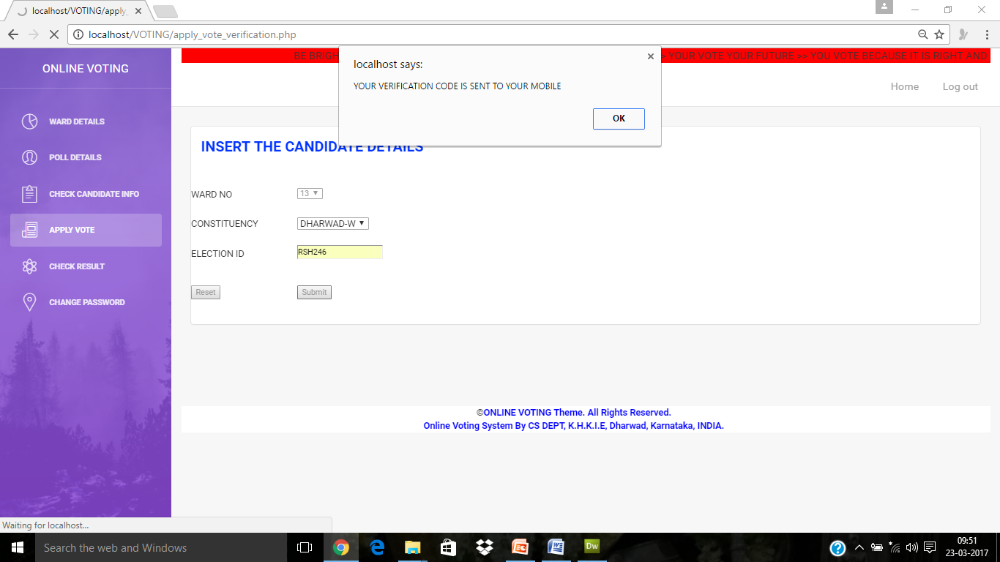 localhost/VOTING/apply_
localhost/VOTING/apply_vote_verification.php
ONLINE VOTING
WARD DETAILS
POLL DETAILS
CHECK CANDIDATE INFO
APPLY VOTE
CHECK RESULT
CHANGE PASSWORD
BE BRIGH
> YOUR VOTE YOUR FUTURE >> YOU VOTE BECAUSE IT IS RIGHT AND
localhost says:
YOUR VERIFICATION CODE IS SENT TO YOUR MOBILE
OK
Home Log out
INSERT THE CANDIDATE DETAILS
WARD NO 13
CONSTITUENCY DHARWAD-W
ELECTION ID RSH246
Reset Submit
©ONLINE VOTING Theme. All Rights Reserved.
Online Voting System By CS DEPT, K.H.K.I.E, Dharwad, Karnataka, INDIA.
Waiting for localhost...
Search the web and Windows
Dw
09:51
23-03-2017